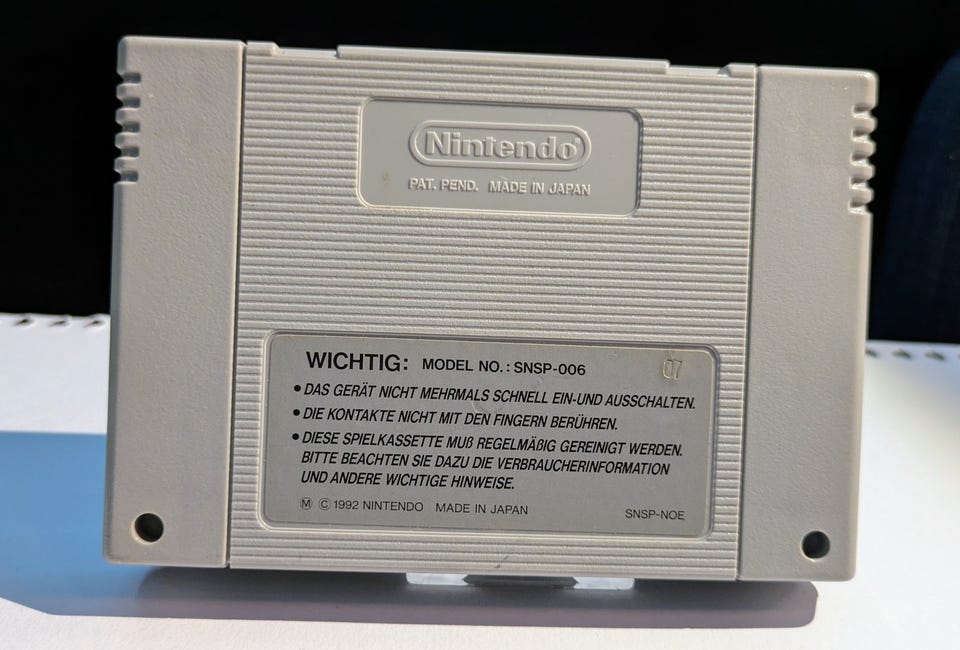 Nintendo®
PAT. PEND. MADE IN JAPAN
WICHTIG: MODEL NO.: SNSP-006
07
• DAS GERÄT NICHT MEHRMALS SCHNELL EIN-UND AUSSCHALTEN.
• DIE KONTAKTE NICHT MIT DEN FINGERN BERÜHREN.
• DIESE SPIELKASSETTE MUß REGELMÄßIG GEREINIGT WERDEN.
BITTE BEACHTEN SIE DAZU DIE VERBRAUCHERINFORMATION
UND ANDERE WICHTIGE HINWEISE.
Ⓜ © 1992 NINTENDO MADE IN JAPAN
SNSP-NOE